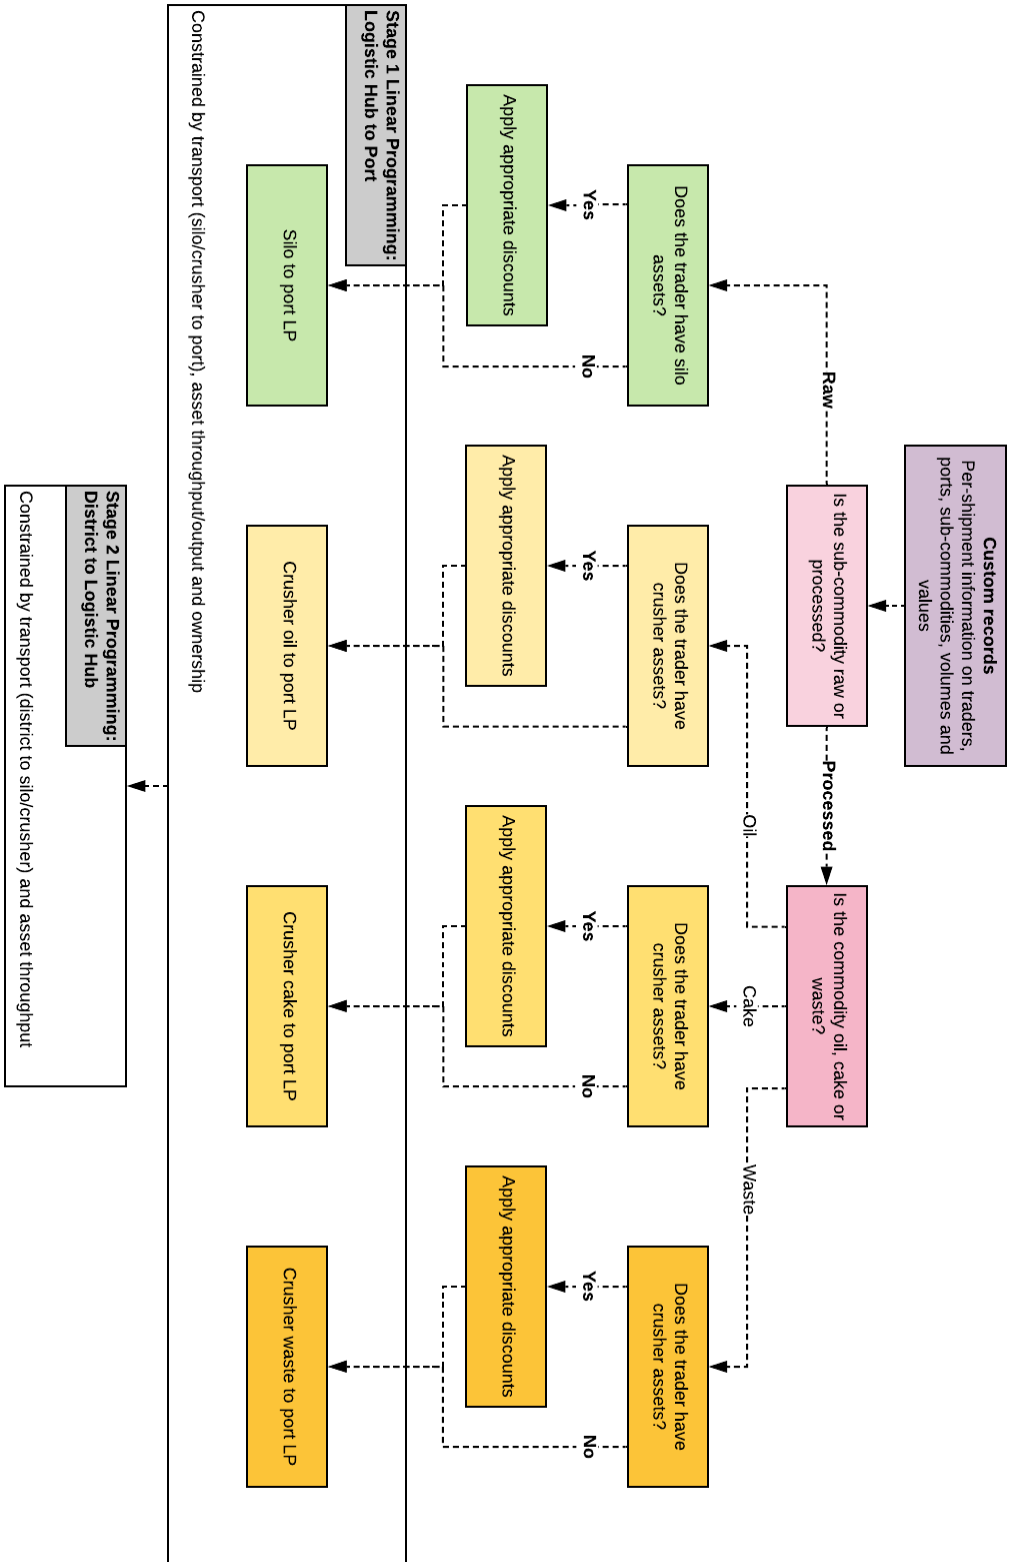 Custom records
Per-shipment information on traders,
ports, sub-commodities, volumes and
values
Is the sub-commodity raw or
processed?
Raw
Processed
Is the commodity oil, cake or
waste?
Oil
Cake
Waste
Does the trader have silo
assets?
Does the trader have
crusher assets?
Does the trader have
crusher assets?
Does the trader have
crusher assets?
Yes
No
Yes
Yes
No
Yes
No
Apply appropriate discounts
Apply appropriate discounts
Apply appropriate discounts
Apply appropriate discounts
Stage 1 Linear Programming:
Logistic Hub to Port
Silo to port LP
Crusher oil to port LP
Crusher cake to port LP
Crusher waste to port LP
Constrained by transport (silo/crusher to port), asset throughput/output and ownership
Stage 2 Linear Programming:
District to Logistic Hub
Constrained by transport (district to silo/crusher) and asset throughput